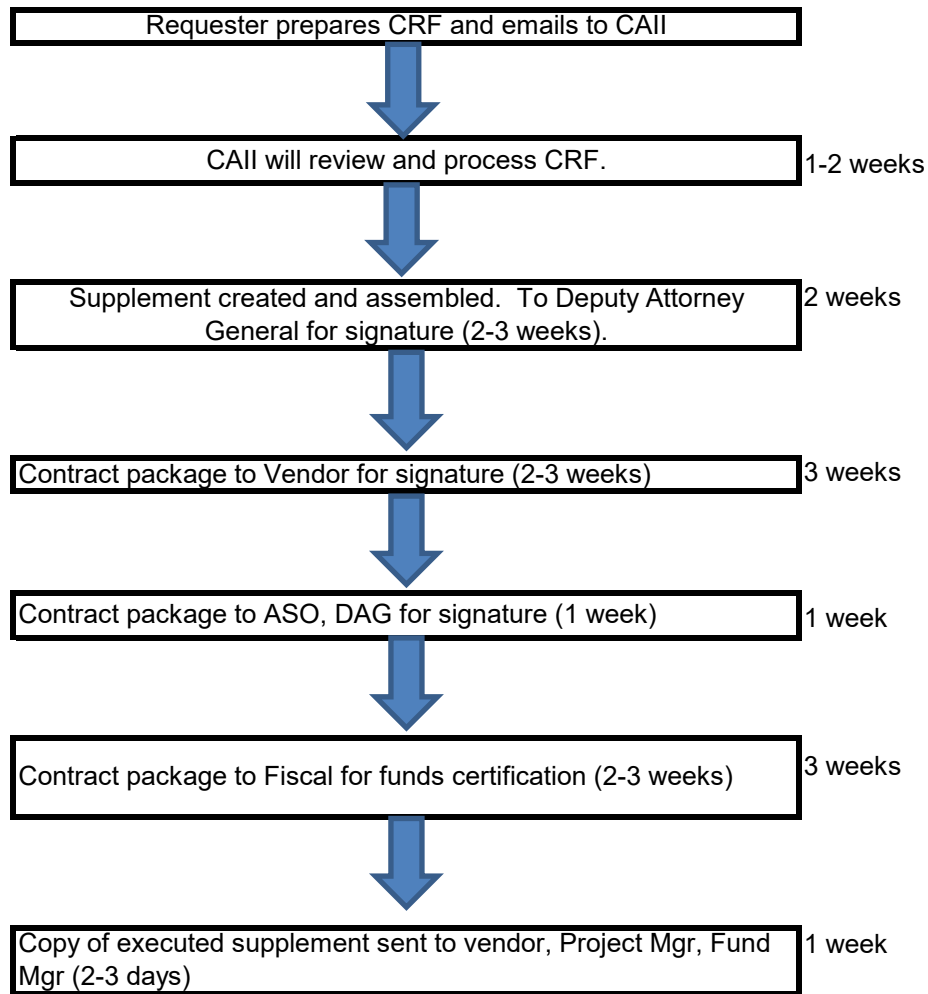 Requester prepares CRF and emails to CAII
CAII will review and process CRF.
1-2 weeks
Supplement created and assembled.  To Deputy Attorney
General for signature (2-3 weeks).
2 weeks
Contract package to Vendor for signature (2-3 weeks)
3 weeks
Contract package to ASO, DAG for signature (1 week)
1 week
Contract package to Fiscal for funds certification (2-3 weeks)
3 weeks
Copy of executed supplement sent to vendor, Project Mgr, Fund
Mgr (2-3 days)
1 week